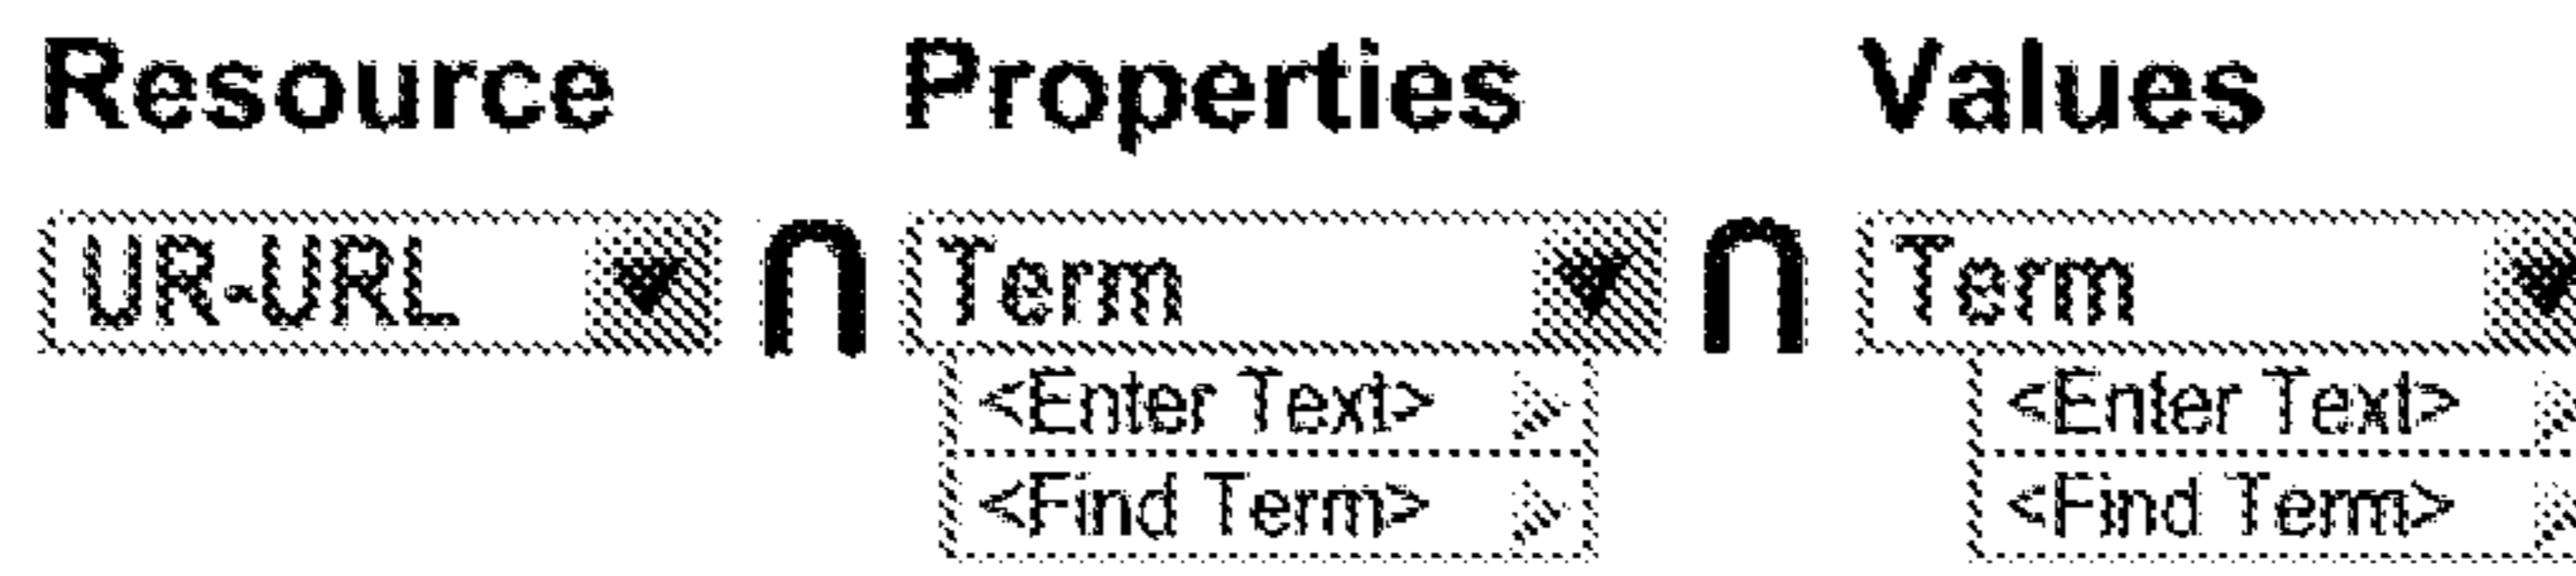 Resource Properties Values
UR-URL ∩ Term ∩ Term
<Enter Text> <Enter Text>
<Find Term> <Find Term>